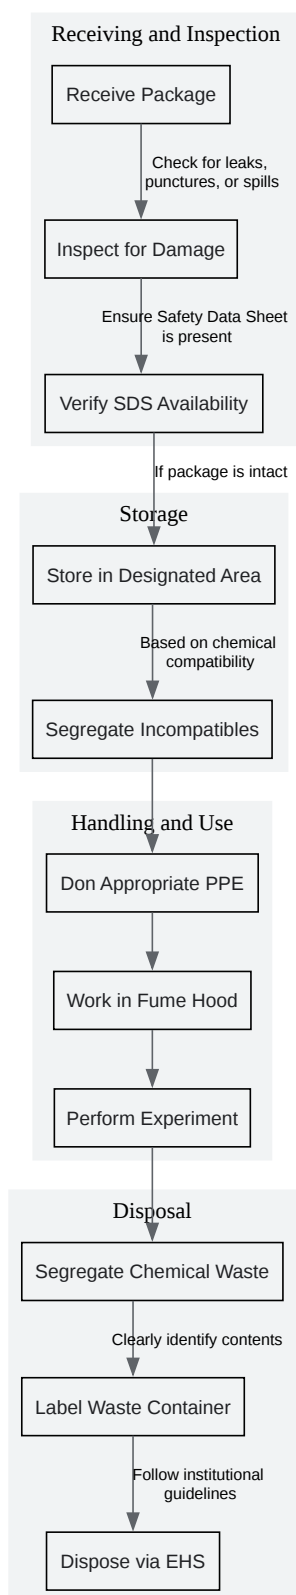 Receiving and Inspection
Receive Package
Check for leaks,
punctures, or spills
Inspect for Damage
Ensure Safety Data Sheet
is present
Verify SDS Availability
If package is intact
Storage
Store in Designated Area
Based on chemical
compatibility
Segregate Incompatibles
Handling and Use
Don Appropriate PPE
Work in Fume Hood
Perform Experiment
Disposal
Segregate Chemical Waste
Clearly identify contents
Label Waste Container
Follow institutional
guidelines
Dispose via EHS